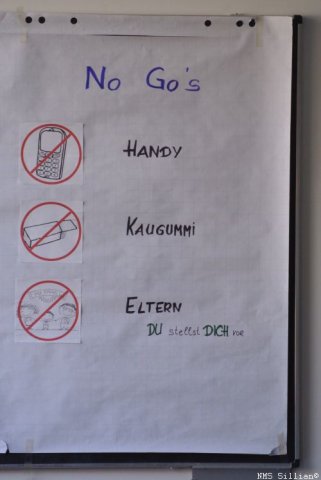 No Go's
HANDY
KAUGUMMI
ELTERN
DU stellst DICH vor
NMS Sillian©